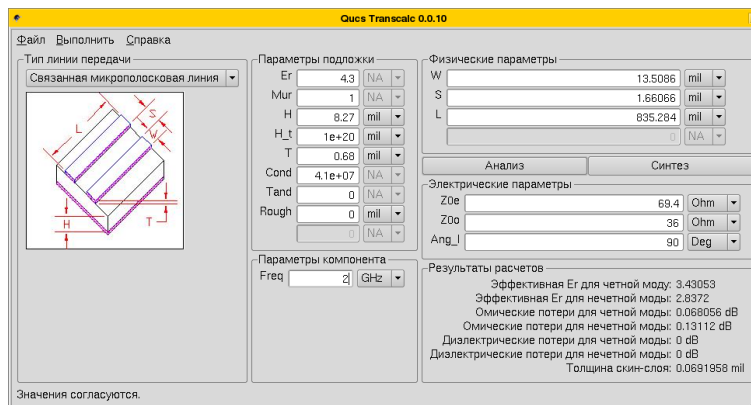 Qucs Transcalc 0.0.10
Файл Выполнить Справка
Тип линии передачи
Связанная микрополосковая линия
L
S
W
H
T
Параметры подложки
Er 4.3 NA
Mur 1 NA
H 8.27 mil
H_t 1e+20 mil
T 0.68 mil
Cond 4.1e+07 NA
Tand 0 NA
Rough 0 mil
0 NA
Параметры компонента
Freq 2 GHz
Физические параметры
W 13.5086 mil
S 1.66066 mil
L 835.284 mil
0 NA
Анализ Синтез
Электрические параметры
Z0e 69.4 Ohm
Z0o 36 Ohm
Ang_l 90 Deg
Результаты расчетов
Эффективная Er для четной моду: 3.43053
Эффективная Er для нечетной моды: 2.8372
Омические потери для четной моды: 0.068056 dB
Омические потери для нечетной моды: 0.13112 dB
Диэлектрические потери для четной моды: 0 dB
Диэлектрические потери для нечетной моды: 0 dB
Толщина скин-слоя: 0.0691958 mil
Значения согласуются.